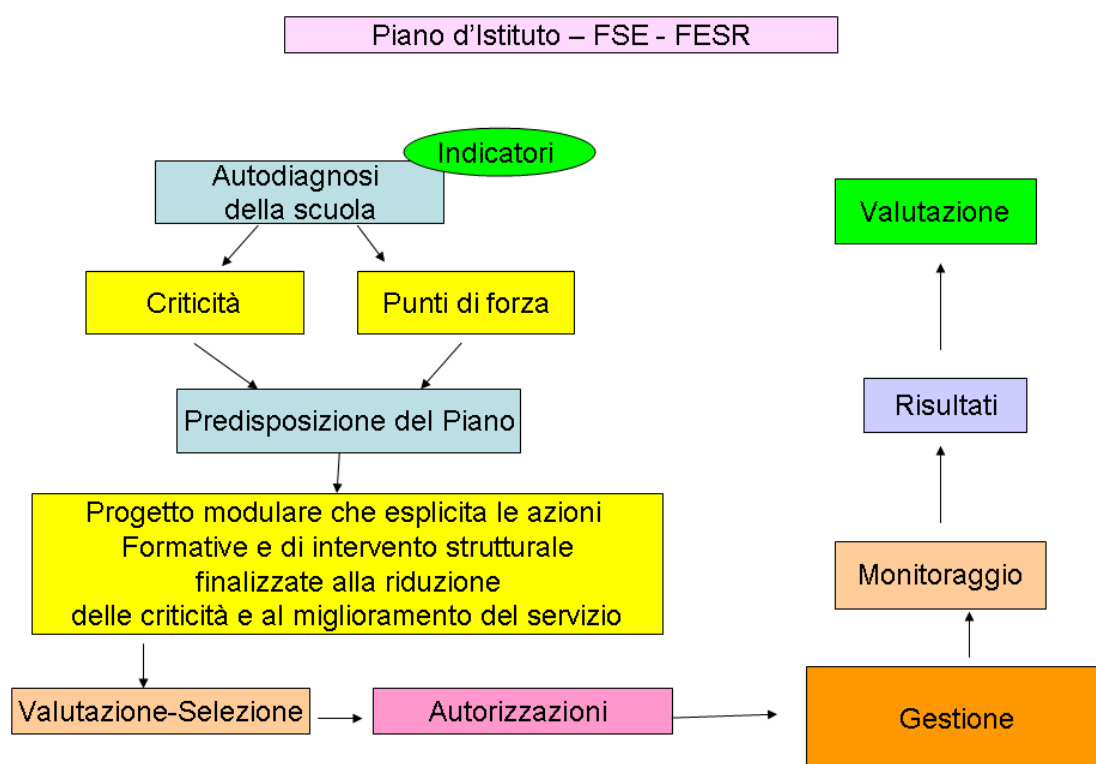 Piano d'Istituto – FSE - FESR
Indicatori
Autodiagnosi
della scuola
Criticità
Punti di forza
Predisposizione del Piano
Progetto modulare che esplicita le azioni
Formative e di intervento strutturale
finalizzate alla riduzione
delle criticità e al miglioramento del servizio
Valutazione-Selezione
Autorizzazioni
Gestione
Monitoraggio
Risultati
Valutazione